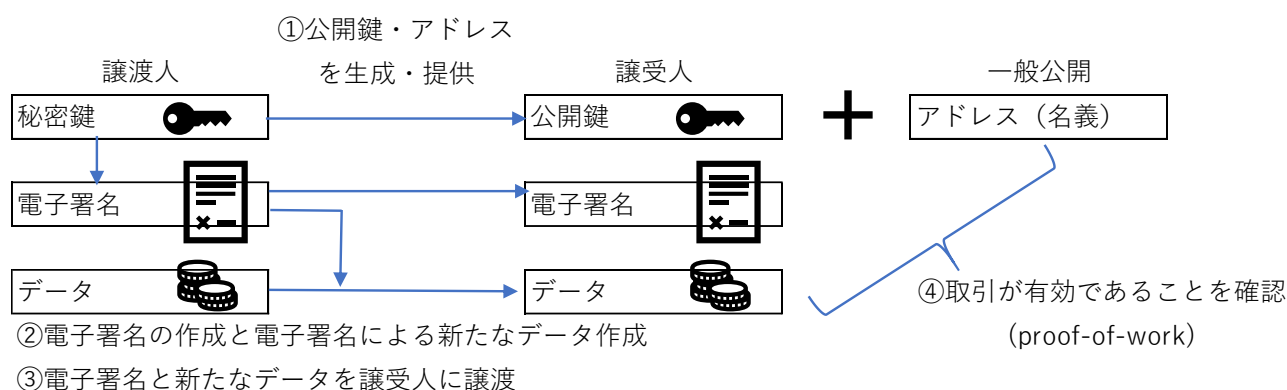 ①公開鍵・アドレス
を生成・提供
譲渡人
譲受人
一般公開
秘密鍵
公開鍵
アドレス（名義）
電子署名
電子署名
データ
データ
④取引が有効であることを確認
（proof-of-work）
②電子署名の作成と電子署名による新たなデータ作成
③電子署名と新たなデータを譲受人に譲渡